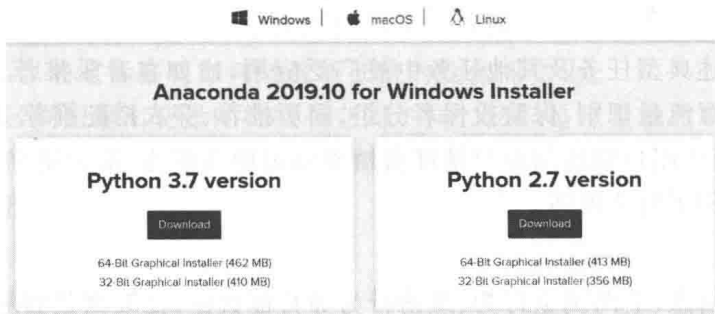 Windows | macOS | Linux
Anaconda 2019.10 for Windows Installer
Python 3.7 version
Download
64-Bit Graphical Installer (462 MB)
32-Bit Graphical Installer (410 MB)
Python 2.7 version
Download
64-Bit Graphical Installer (413 MB)
32-Bit Graphical Installer (356 MB)